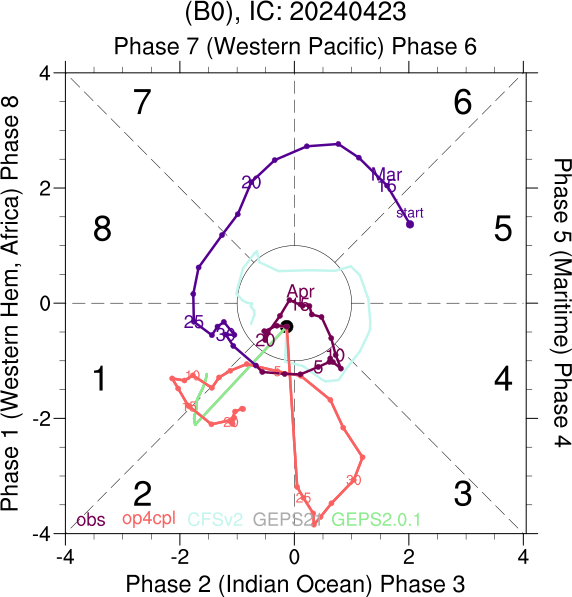 (B0), IC: 20240423
Phase 7 (Western Pacific) Phase 6
4
7
6
Mar
20
15
start
2
Phase 1 (Western Hem, Africa) Phase 8
Phase 5 (Maritime) Phase 4
8
5
Apr
15
0
25
30
20
10
5
5
10
1
4
15
-2
20
30
2
3
25
obs
op4cpl
CFSv2
GEPS21
GEPS2.0.1
-4
-4
-2
0
2
4
Phase 2 (Indian Ocean) Phase 3